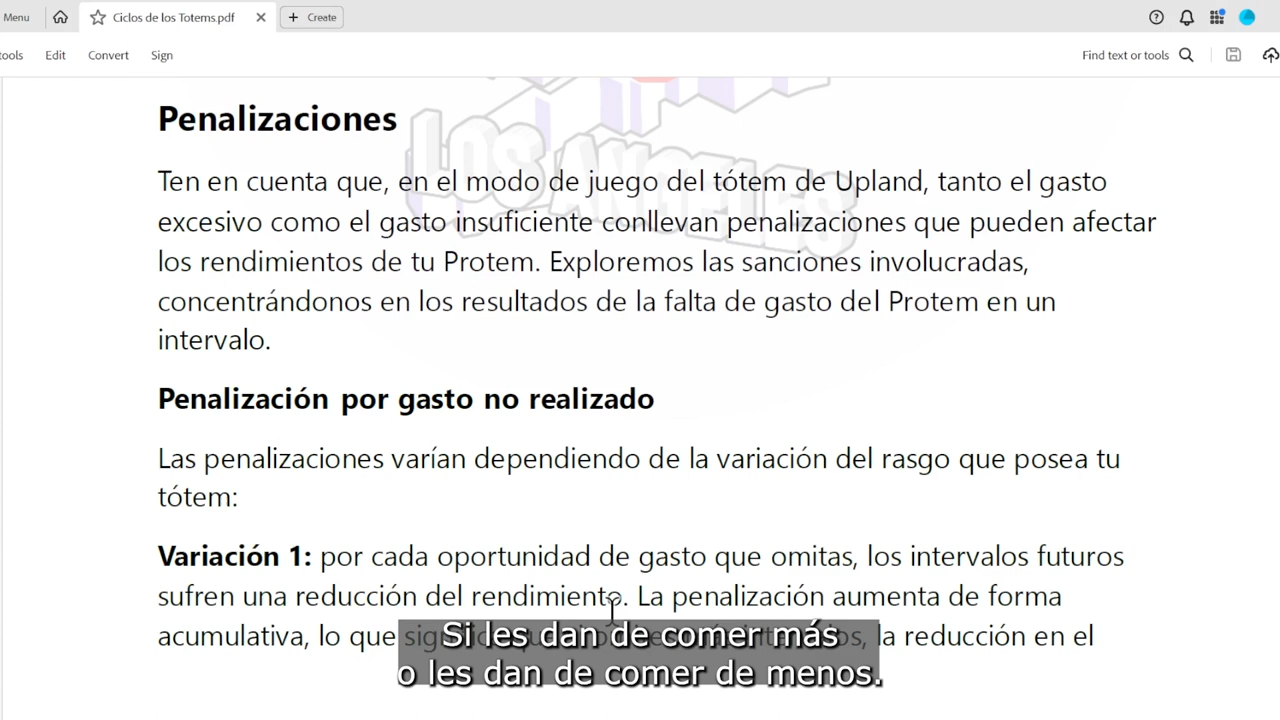 Menu
Ciclos de los Totems.pdf
Create
tools
Edit
Convert
Sign
Find text or tools
LOS ANGELES
Penalizaciones
Ten en cuenta que, en el modo de juego del tótem de Upland, tanto el gasto
excesivo como el gasto insuficiente conllevan penalizaciones que pueden afectar
los rendimientos de tu Protem. Exploremos las sanciones involucradas,
concentrándonos en los resultados de la falta de gasto del Protem en un
intervalo.
Penalización por gasto no realizado
Las penalizaciones varían dependiendo de la variación del rasgo que posea tu
tótem:
Variación 1: por cada oportunidad de gasto que omitas, los intervalos futuros
sufren una reducción del rendimiento. La penalización aumenta de forma
acumulativa, lo que la reducción en el
Si les dan de comer más
o les dan de comer de menos.